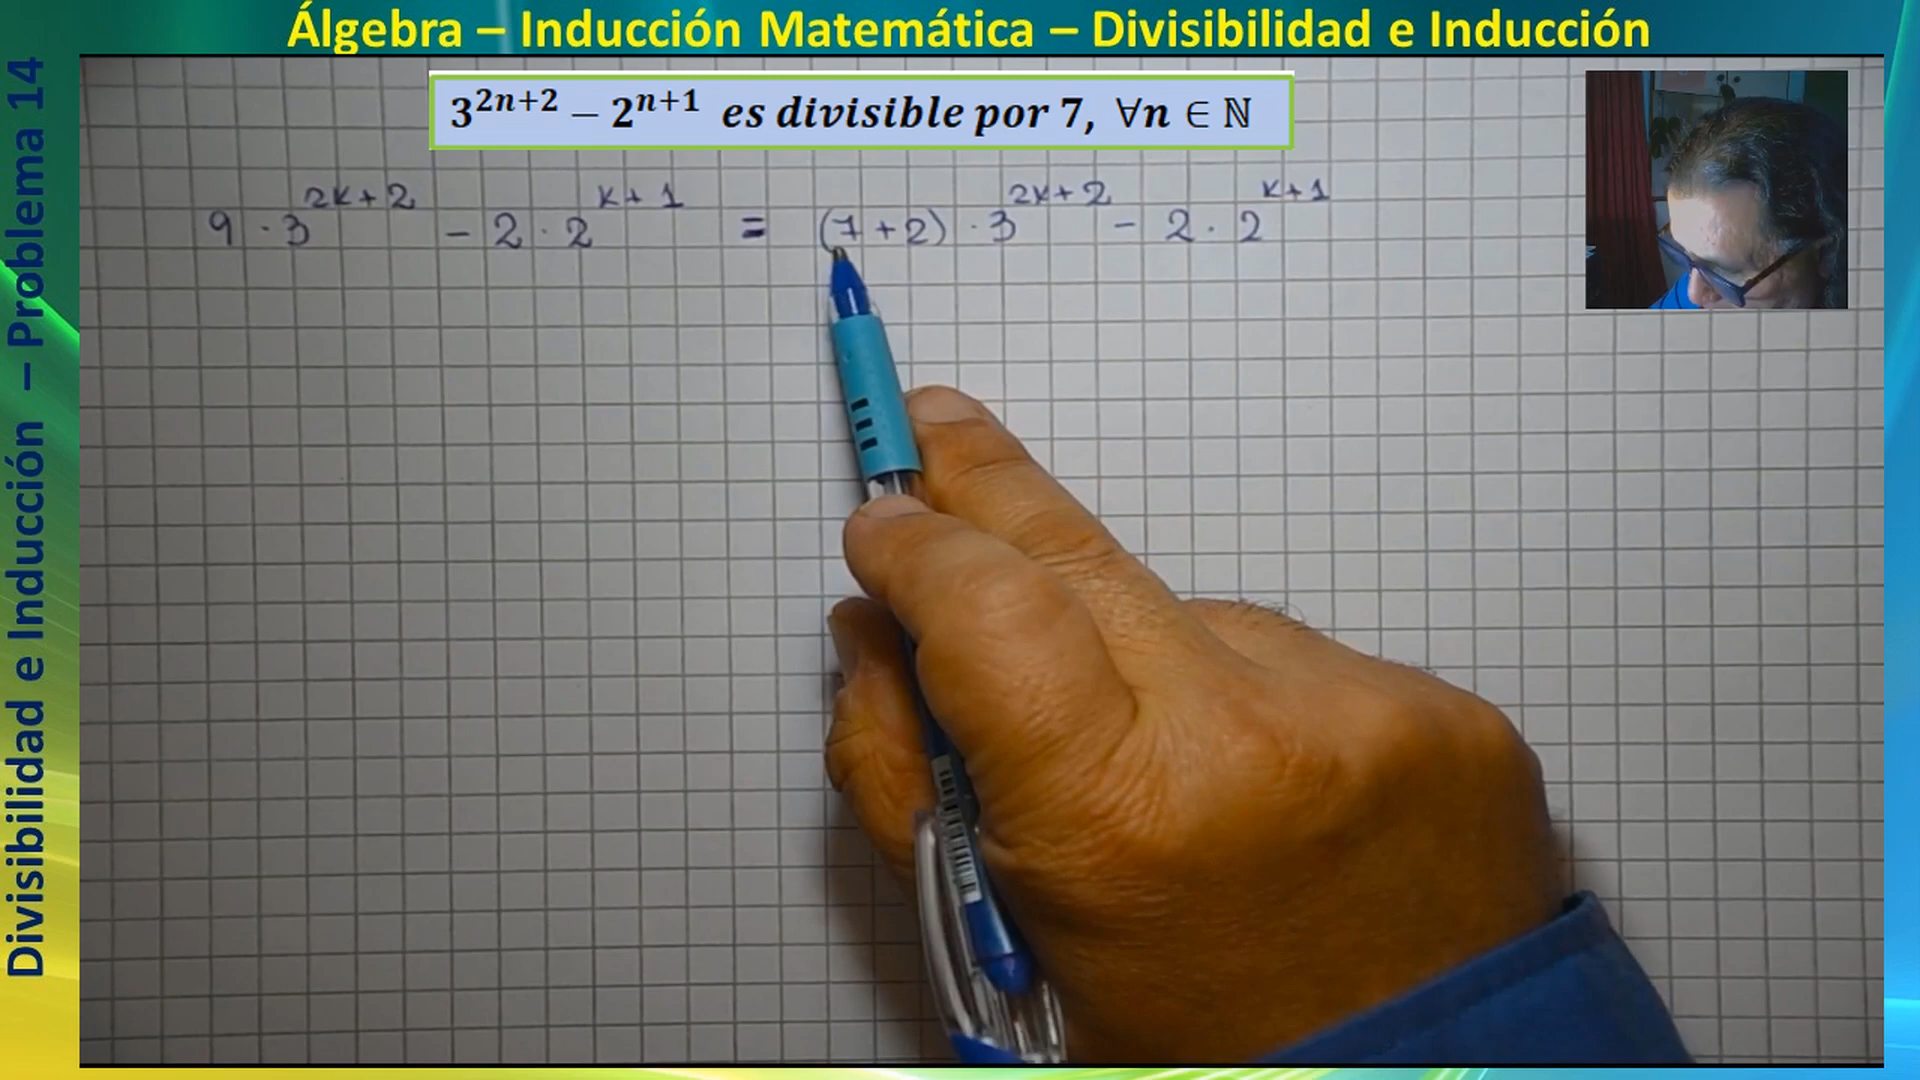 Álgebra – Inducción Matemática – Divisibilidad e Inducción
Divisibilidad e Inducción – Problema 14
3^{2n+2} − 2^{n+1} es divisible por 7, ∀n ∈ ℕ
9 · 3^{2k+2} − 2 · 2^{k+1} = (7+2) · 3^{2k+2} − 2 · 2^{k+1}